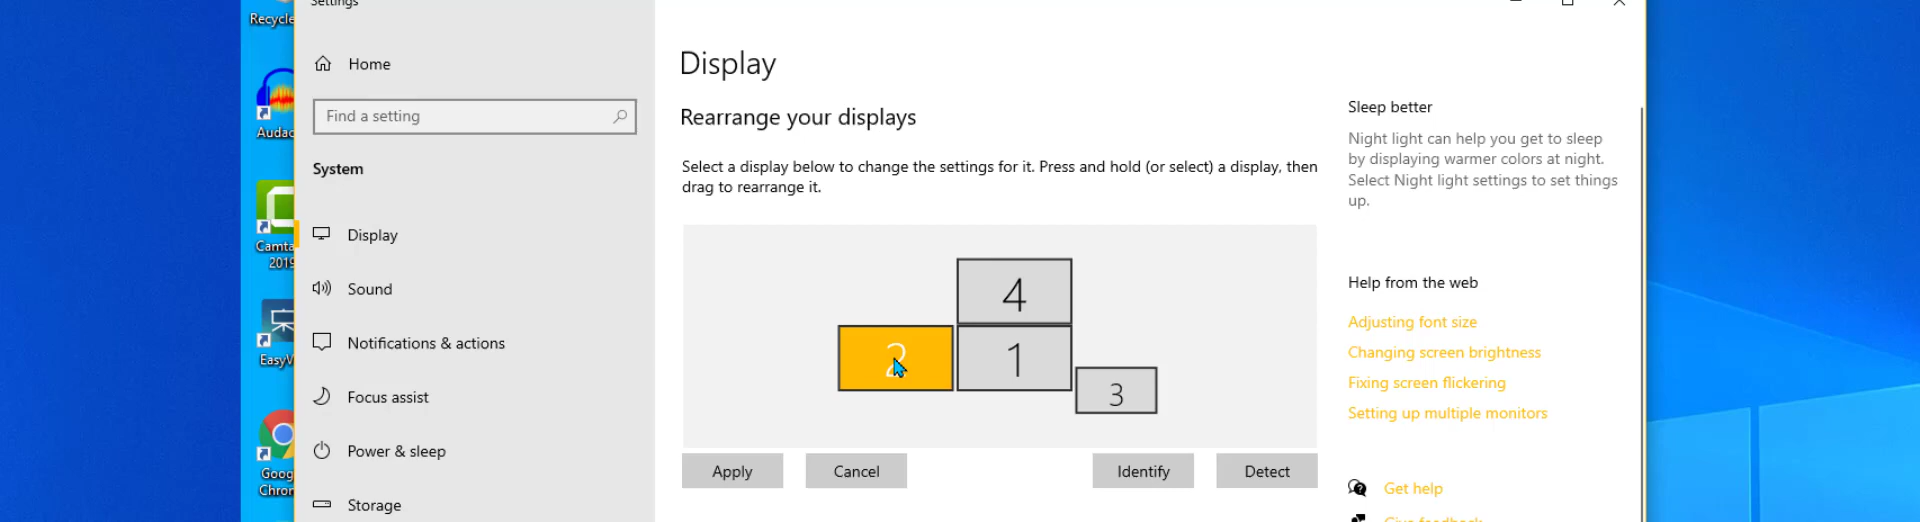 Settings
Recycle
Audac
Camta
2019
EasyV
Goog
Chron
Home
Find a setting
System
Display
Sound
Notifications & actions
Focus assist
Power & sleep
Storage
Display
Rearrange your displays
Select a display below to change the settings for it. Press and hold (or select) a display, then
drag to rearrange it.
4
2
1
3
Apply
Cancel
Identify
Detect
Sleep better
Night light can help you get to sleep
by displaying warmer colors at night.
Select Night light settings to set things
up.
Help from the web
Adjusting font size
Changing screen brightness
Fixing screen flickering
Setting up multiple monitors
Get help
Give feedback